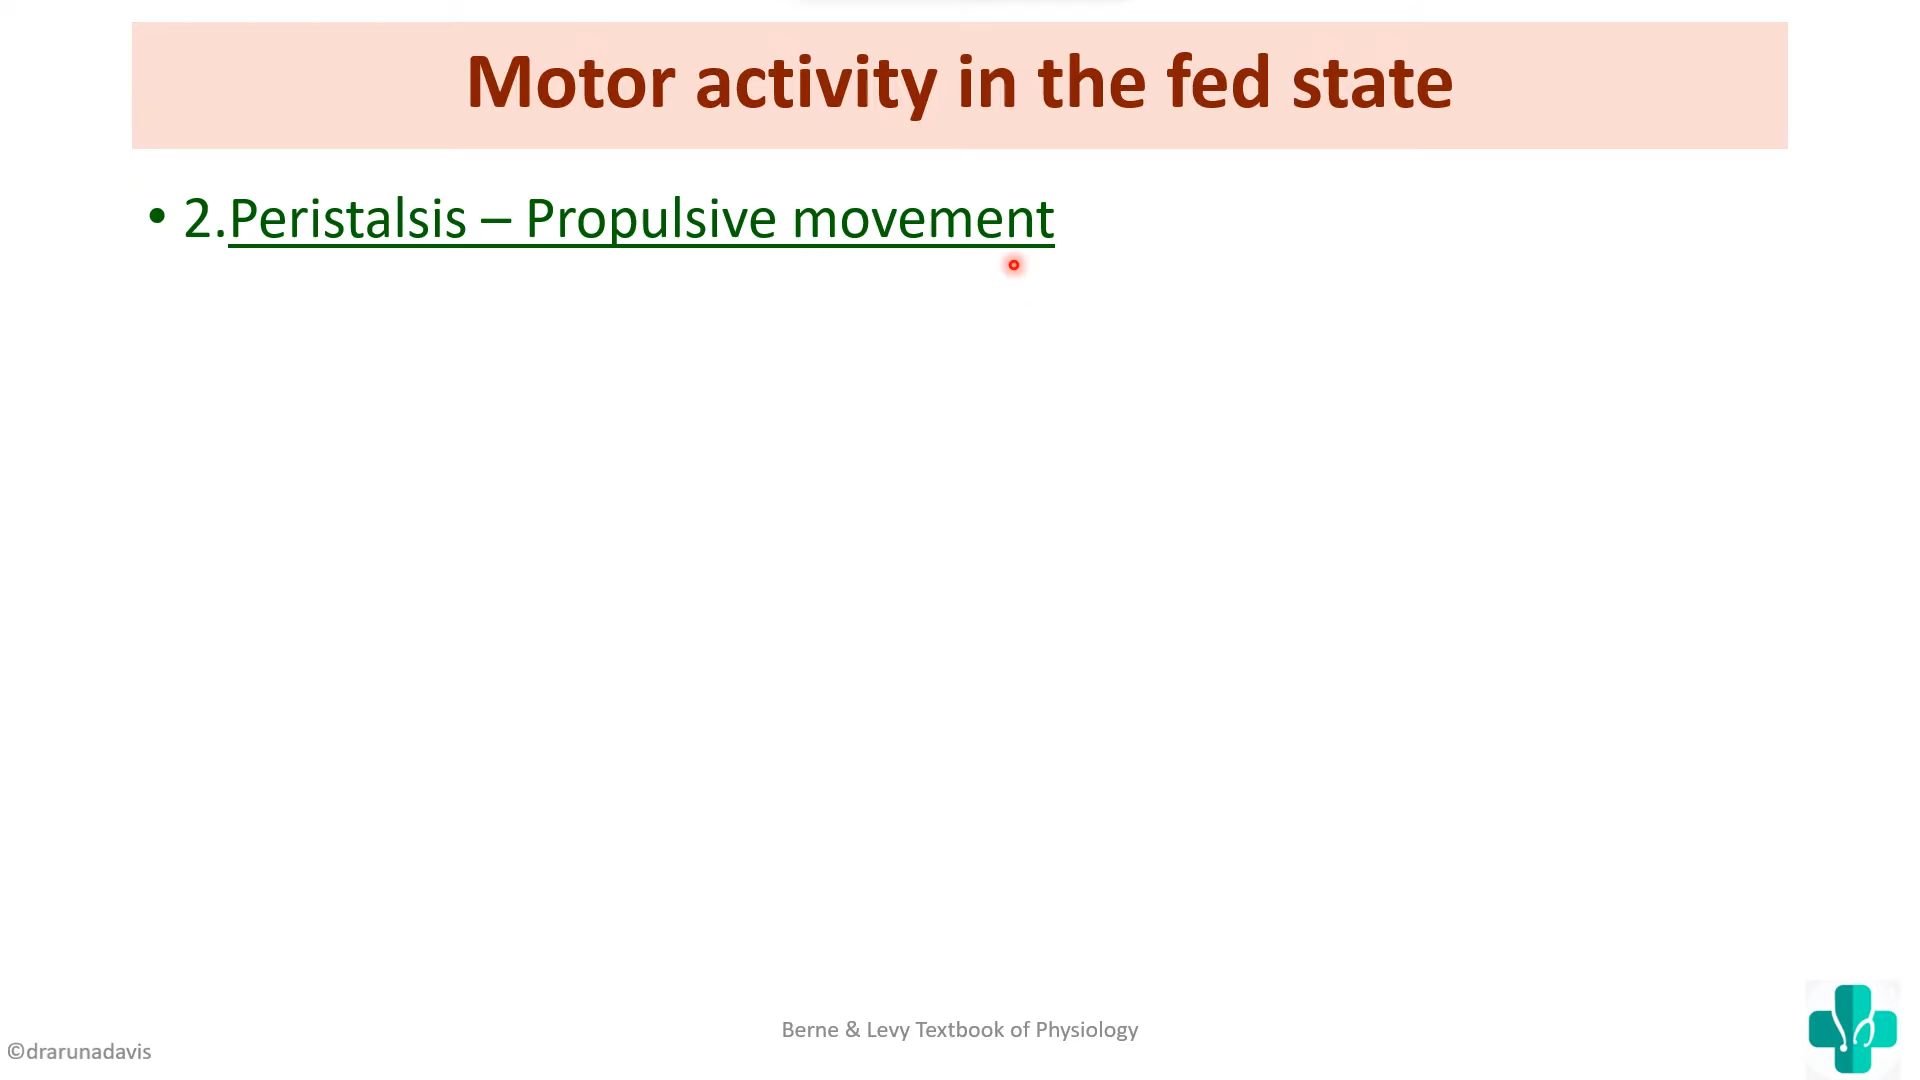 Motor activity in the fed state
• 2.Peristalsis – Propulsive movement
Berne & Levy Textbook of Physiology
©drarunadavis